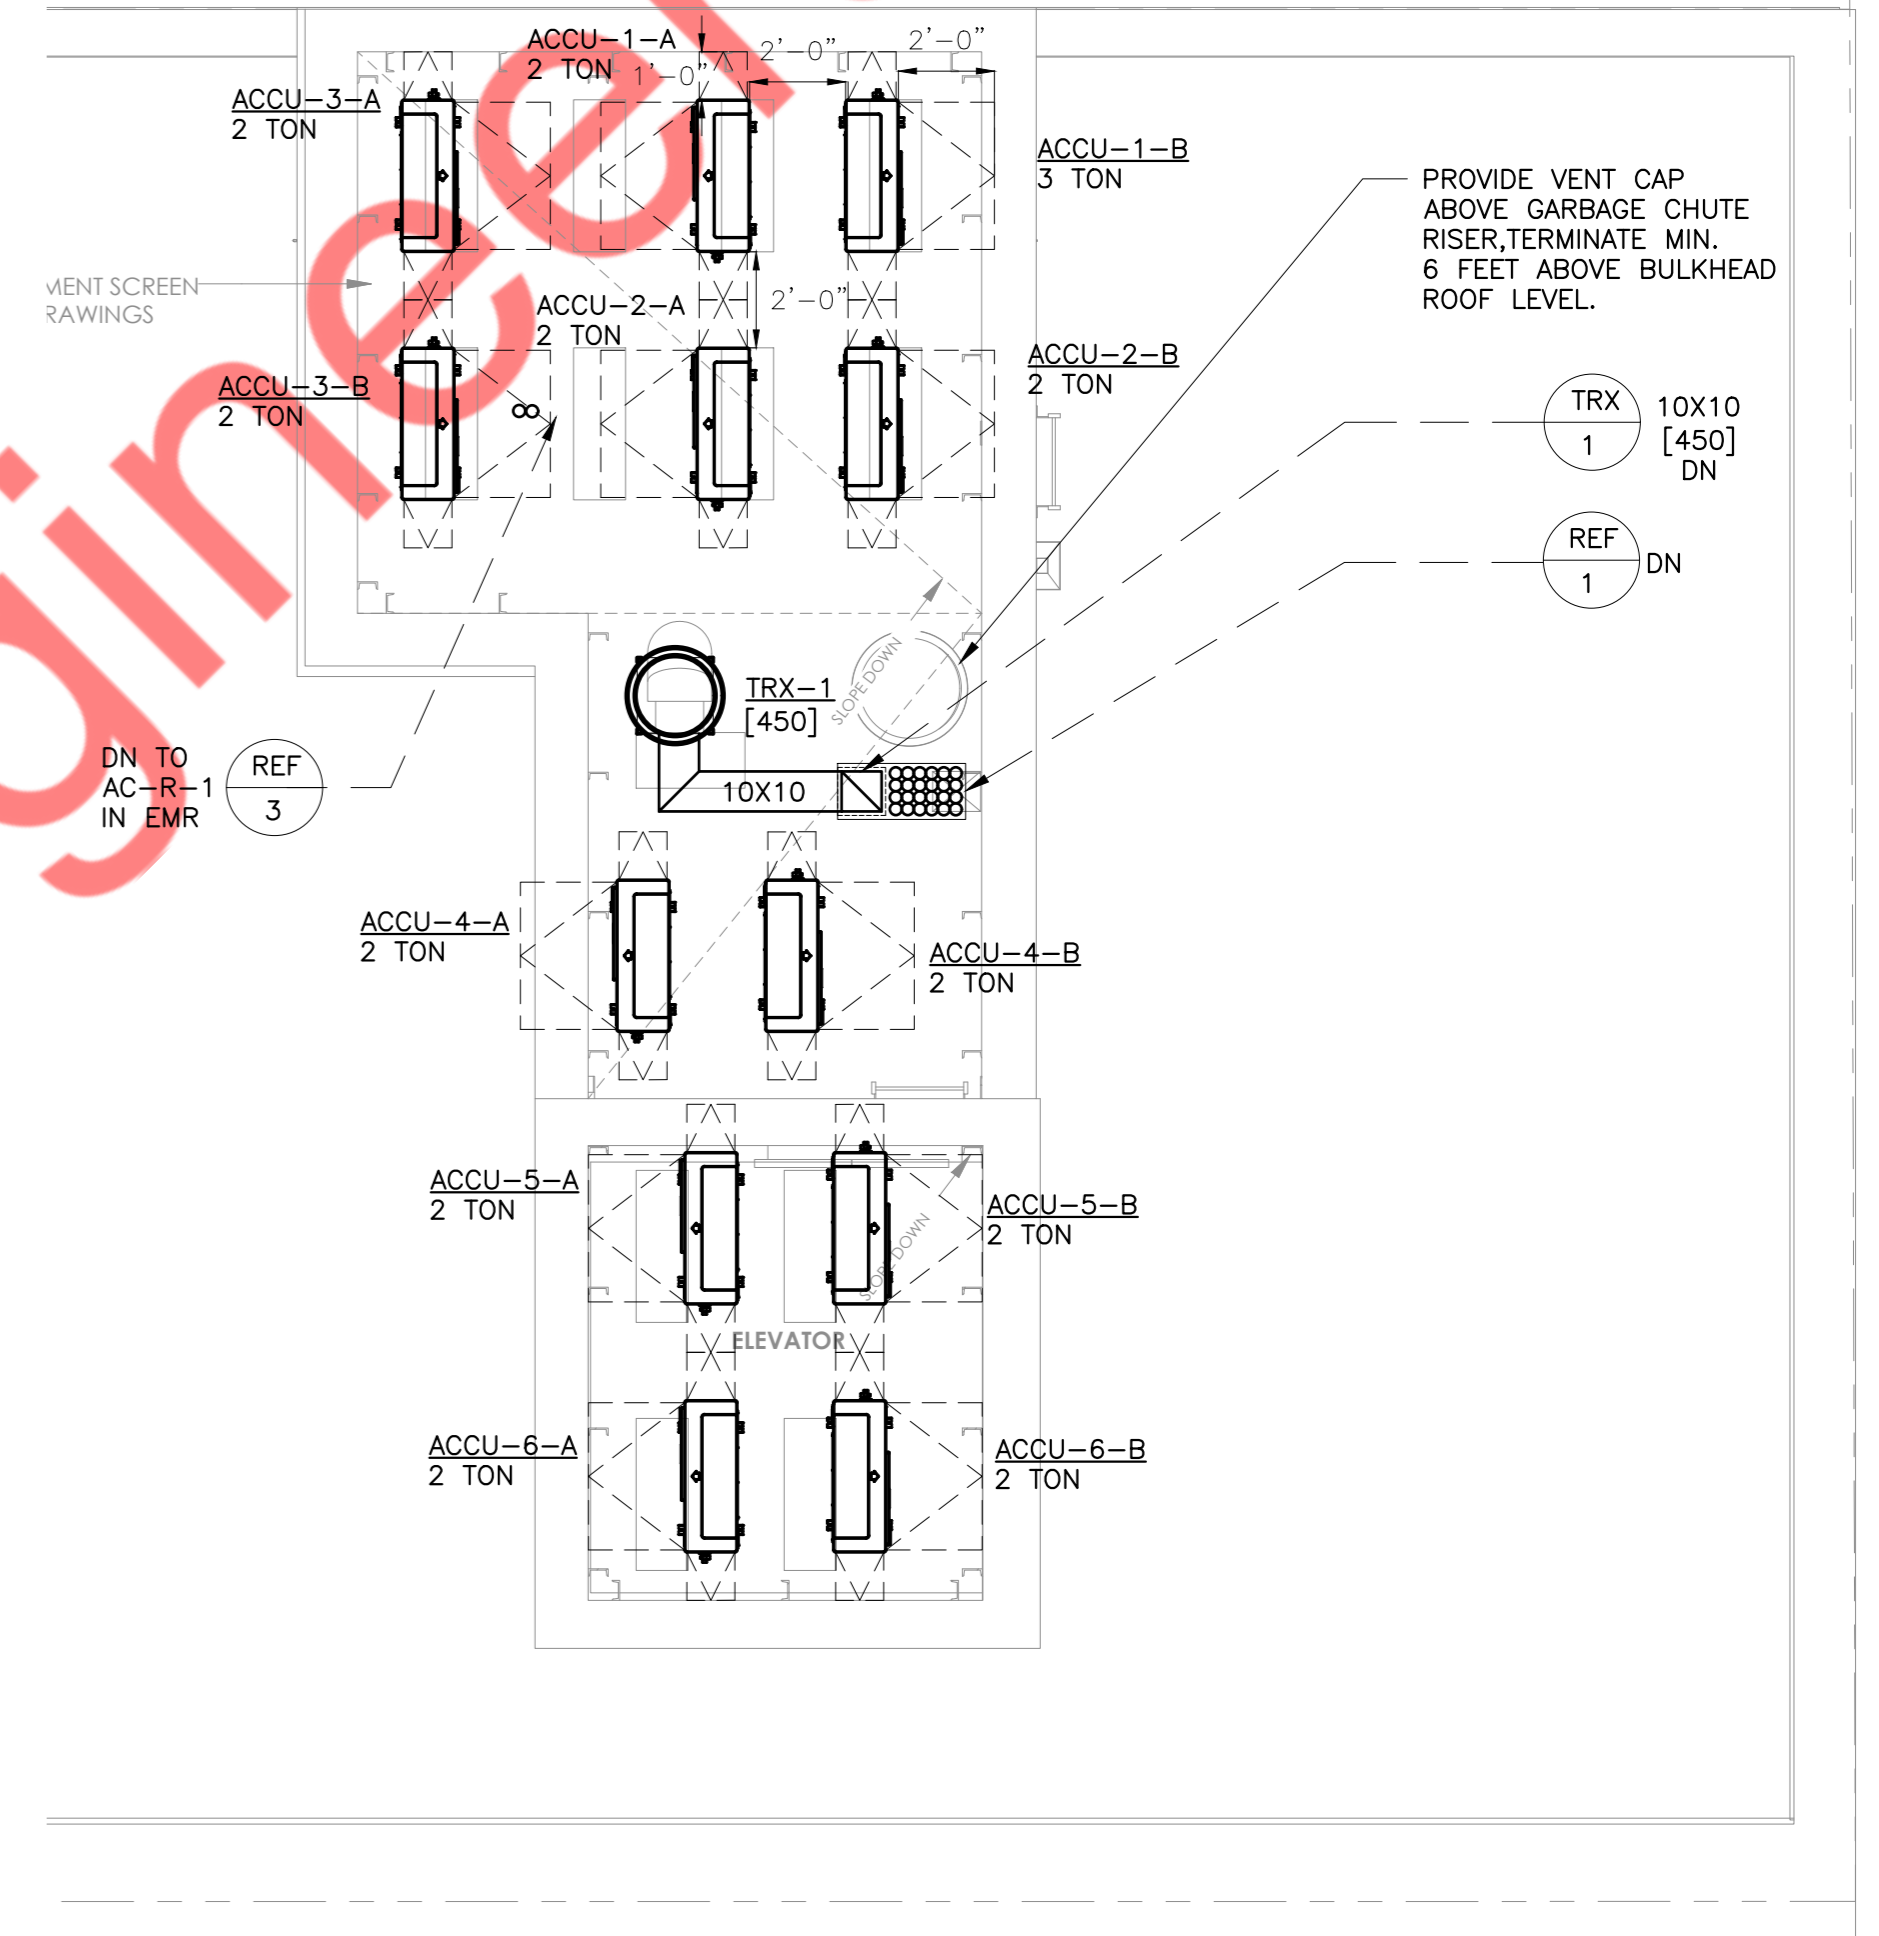 ACCU-1-A
2 TON
1'-0"
2'-0"
2'-0"
ACCU-3-A
2 TON
ACCU-1-B
3 TON
PROVIDE VENT CAP
ABOVE GARBAGE CHUTE
RISER,TERMINATE MIN.
6 FEET ABOVE BULKHEAD
ROOF LEVEL.
MENT SCREEN
RAWINGS
ACCU-2-A
2 TON
2'-0"
ACCU-3-B
2 TON
ACCU-2-B
2 TON
TRX
1
10X10
[450]
DN
REF
1
DN
SLOPE DOWN
TRX-1
[450]
DN TO
AC-R-1
IN EMR
REF
3
10X10
ACCU-4-A
2 TON
ACCU-4-B
2 TON
ACCU-5-A
2 TON
ACCU-5-B
2 TON
SLOPE DOWN
ELEVATOR
ACCU-6-A
2 TON
ACCU-6-B
2 TON
ginee